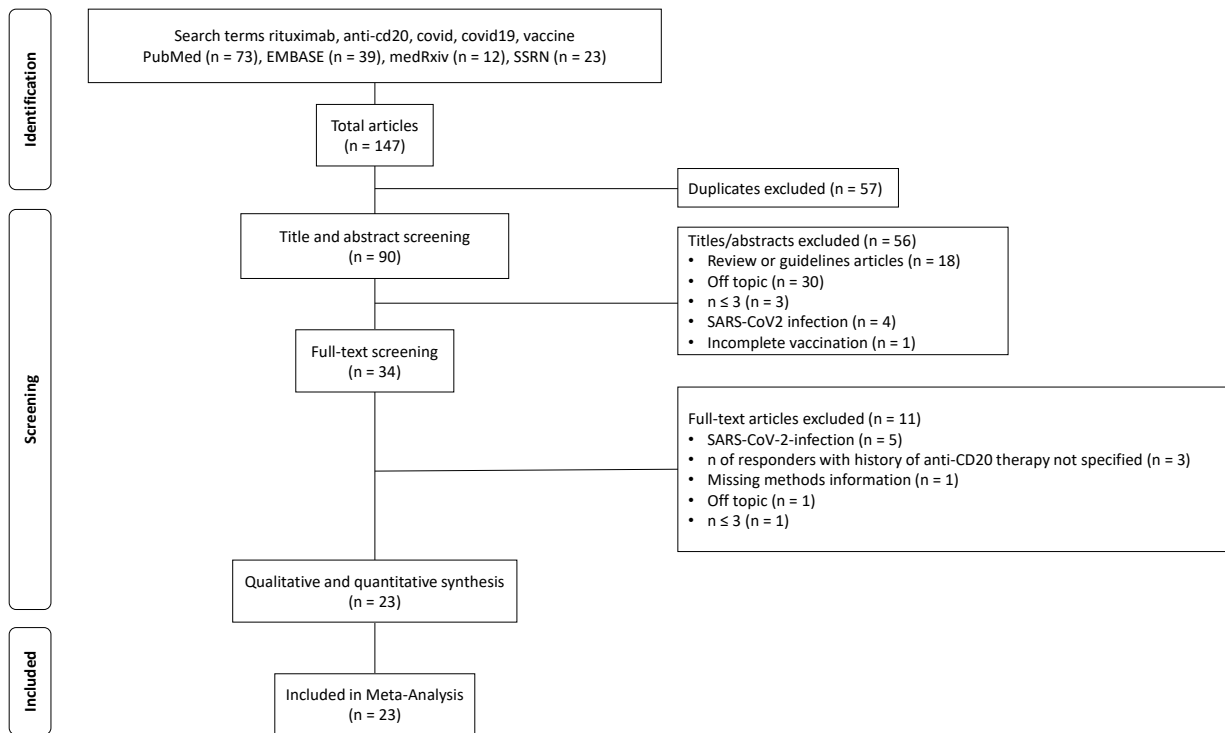 Identification
Search terms rituximab, anti-cd20, covid, covid19, vaccine
PubMed (n = 73), EMBASE (n = 39), medRxiv (n = 12), SSRN (n = 23)
Total articles
(n = 147)
Duplicates excluded (n = 57)
Screening
Title and abstract screening
(n = 90)
Titles/abstracts excluded (n = 56)
• Review or guidelines articles (n = 18)
• Off topic (n = 30)
• n ≤ 3 (n = 3)
• SARS-CoV2 infection (n = 4)
• Incomplete vaccination (n = 1)
Full-text screening
(n = 34)
Full-text articles excluded (n = 11)
• SARS-CoV-2-infection (n = 5)
• n of responders with history of anti-CD20 therapy not specified (n = 3)
• Missing methods information (n = 1)
• Off topic (n = 1)
• n ≤ 3 (n = 1)
Qualitative and quantitative synthesis
(n = 23)
Included
Included in Meta-Analysis
(n = 23)